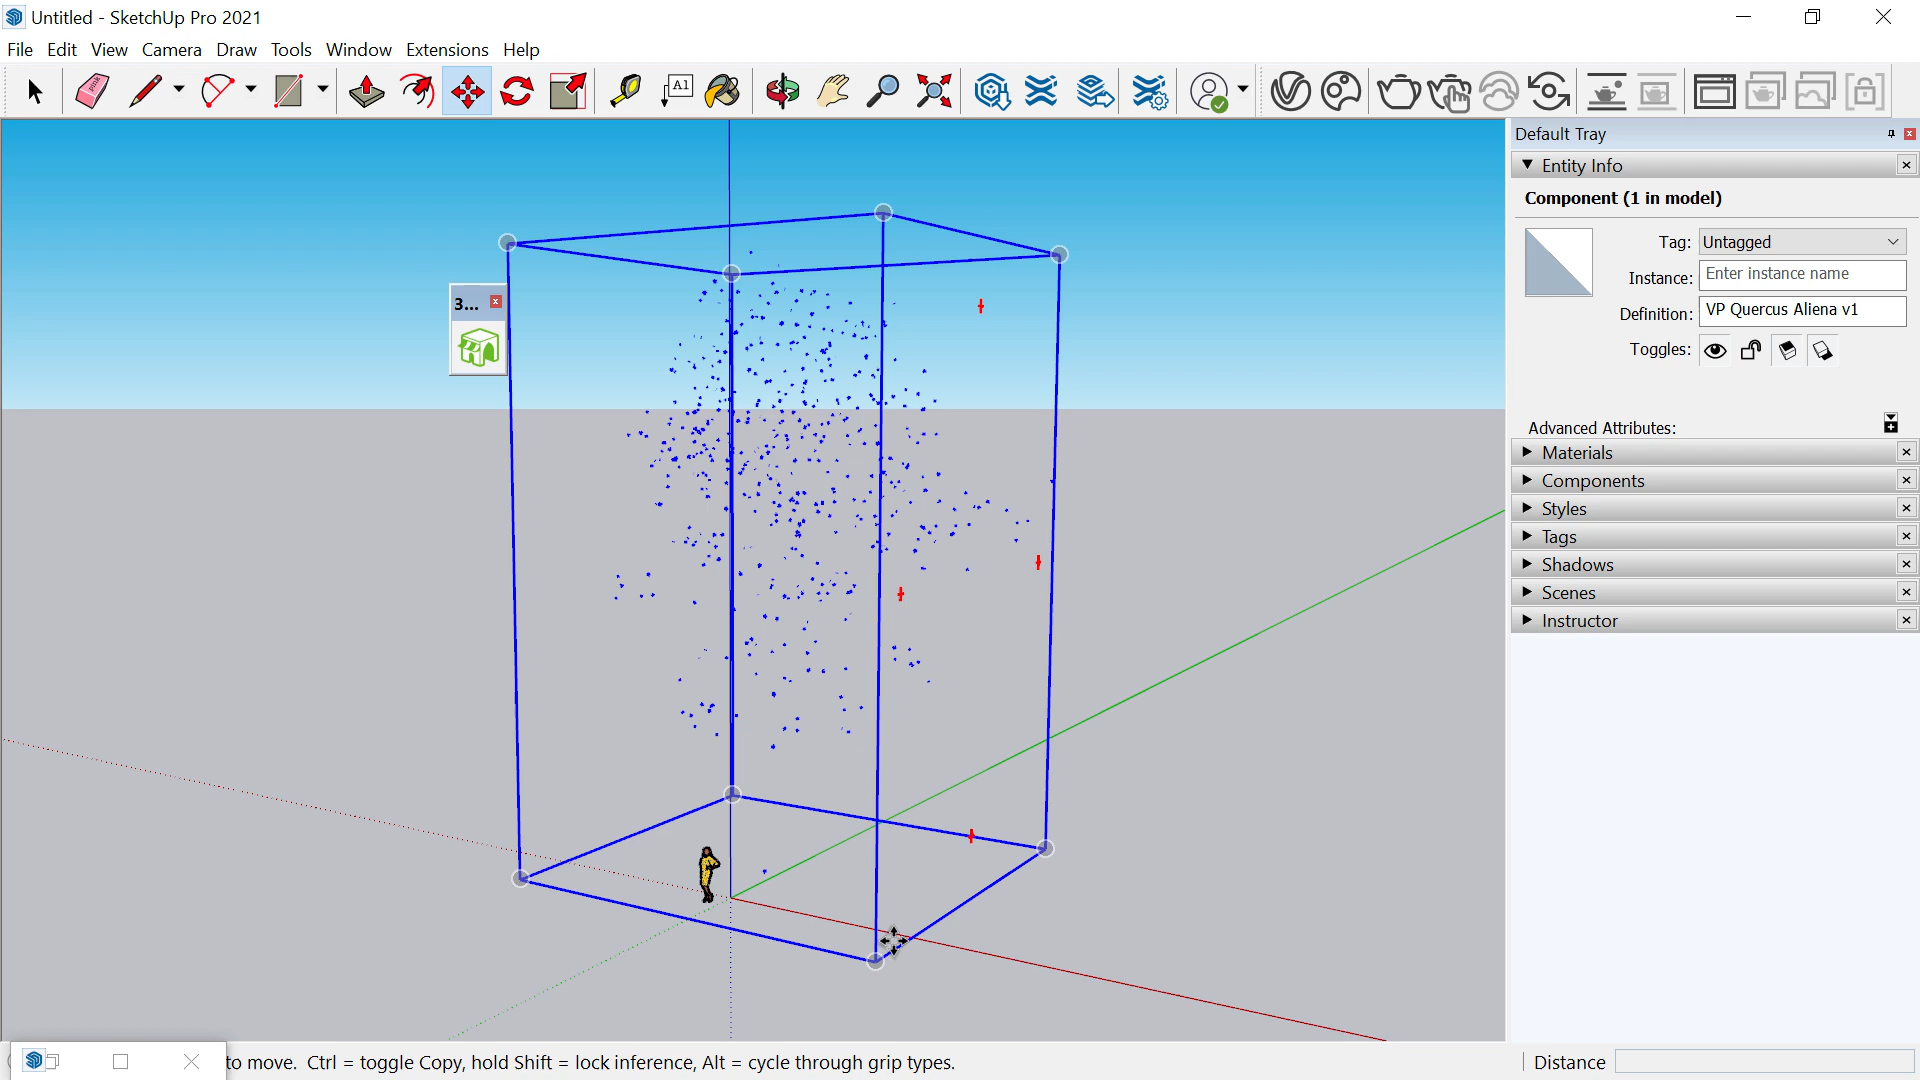 Untitled - SketchUp Pro 2021
File Edit View Camera Draw Tools Window Extensions Help
A1
Default Tray
Entity Info
Component (1 in model)
Tag: Untagged
Instance: Enter instance name
Definition: VP Quercus Aliena v1
Toggles:
Advanced Attributes:
Materials
Components
Styles
Tags
Shadows
Scenes
Instructor
3...
to move. Ctrl = toggle Copy, hold Shift = lock inference, Alt = cycle through grip types.
Distance